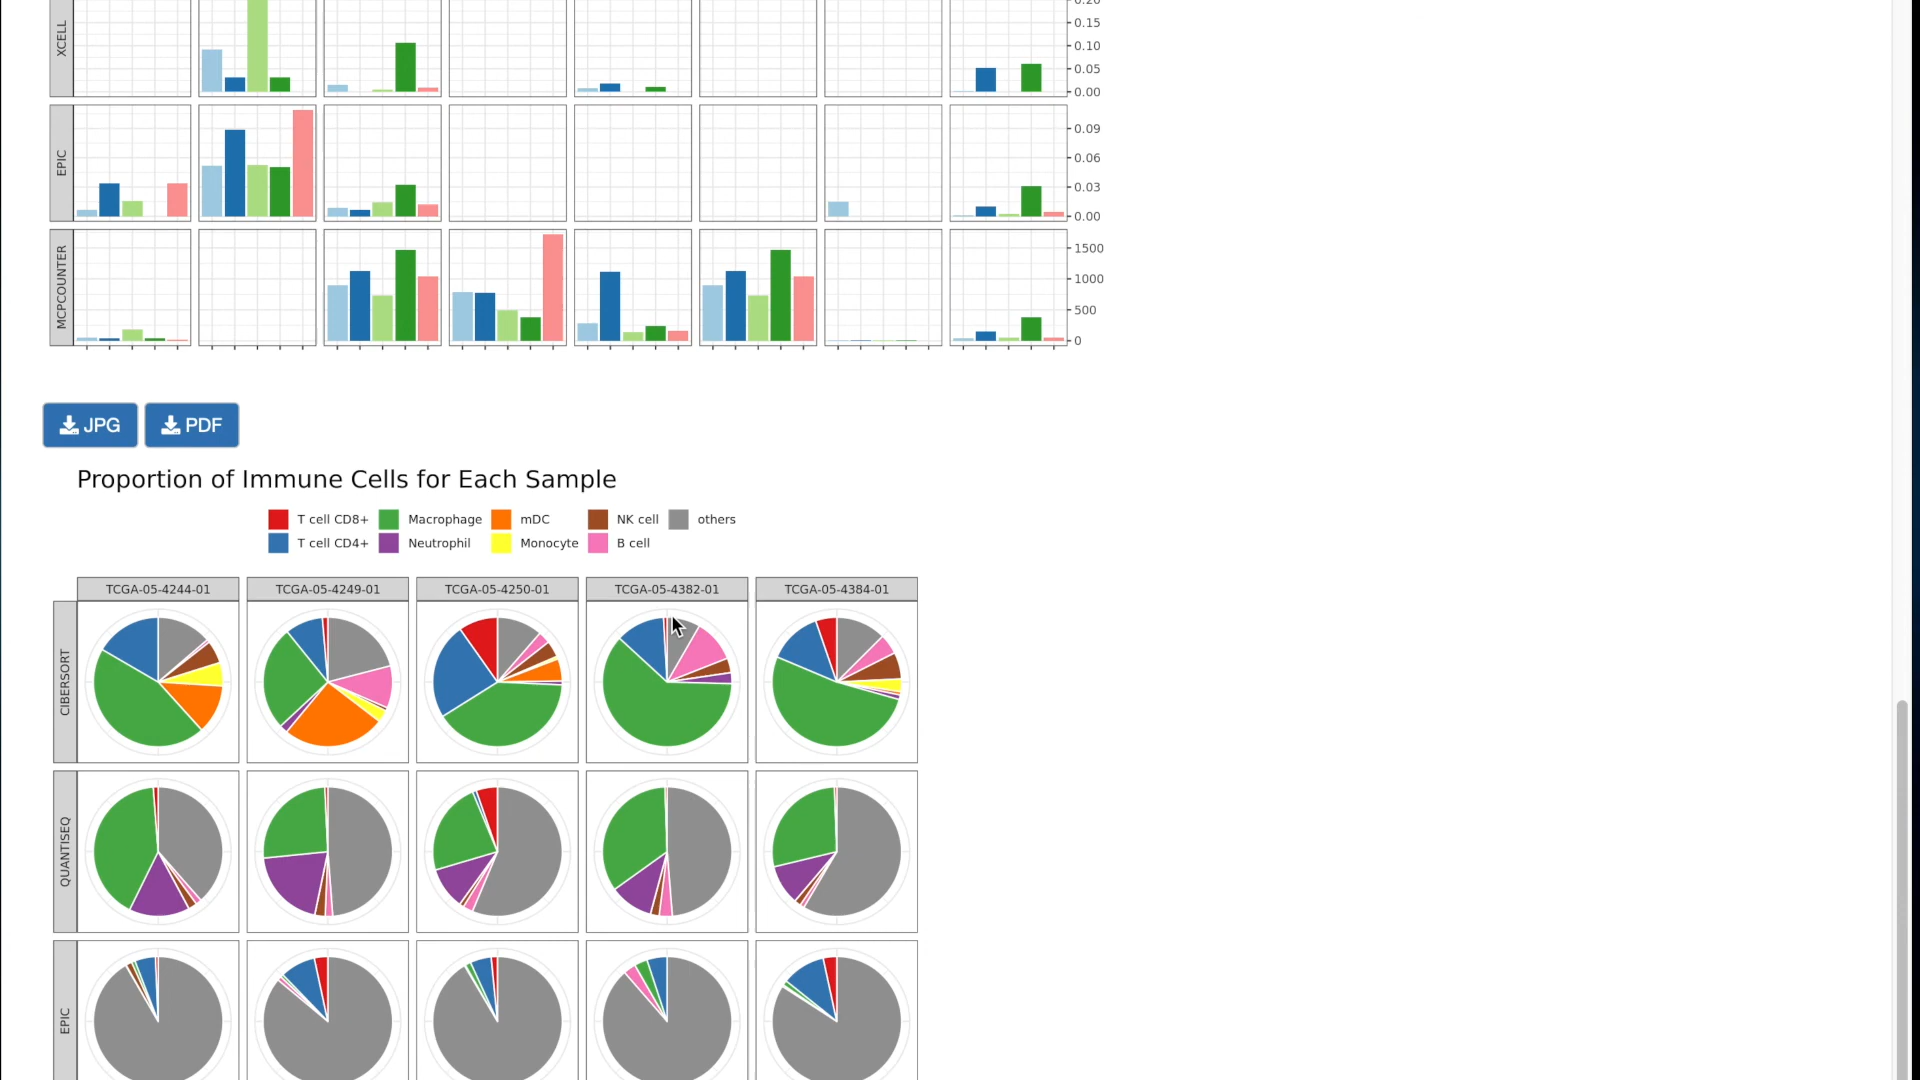 0.20
XCELL
0.15
0.10
0.05
0.00
EPIC
0.09
0.06
0.03
0.00
MCPCOUNTER
1500
1000
500
0
JPG
PDF
Proportion of Immune Cells for Each Sample
T cell CD8+ Macrophage mDC NK cell others
T cell CD4+ Neutrophil Monocyte B cell
TCGA-05-4244-01 TCGA-05-4249-01 TCGA-05-4250-01 TCGA-05-4382-01 TCGA-05-4384-01
CIBERSORT
QUANTISEQ
EPIC